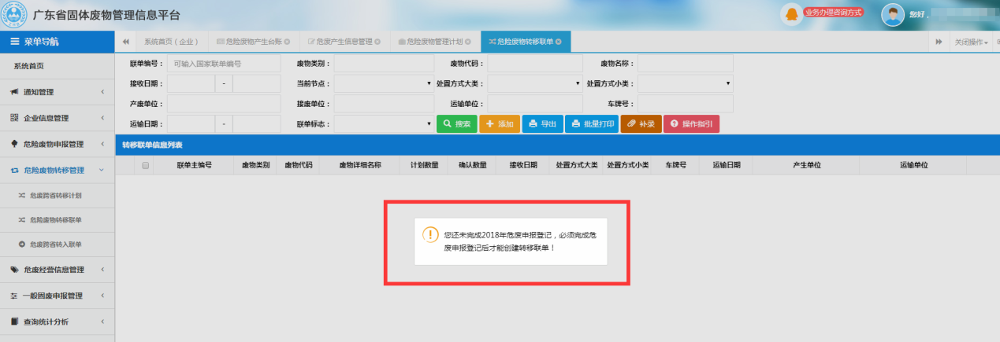 广东省固体废物管理信息平台
业务办理咨询方式
您好，
菜单导航
系统首页（企业）
危险废物产生台账
危废产生信息管理
危险废物管理计划
危险废物转移联单
关闭操作
系统首页
通知管理
企业信息管理
危险废物申报管理
危险废物转移管理
危废跨省转移计划
危险废物转移联单
危废跨省转入联单
危废经营信息管理
一般固废申报管理
查询统计分析
联单编号： 可输入国家联单编号 废物类别： 废物代码： 废物名称：
接收日期： - 当前节点： 处置方式大类： 处置方式小类：
产废单位： 接废单位： 运输单位： 车牌号：
运输日期： - 联单标志： 搜索 添加 导出 批量打印 补录 操作指引
转移联单信息列表
联单主编号 废物类别 废物代码 废物详细名称 计划数量 确认数量 接收日期 处置方式大类 处置方式小类 车牌号 运输日期 产生单位 运输单位
您还未完成2018年危废申报登记，必须完成危
废申报登记后才能创建转移联单！